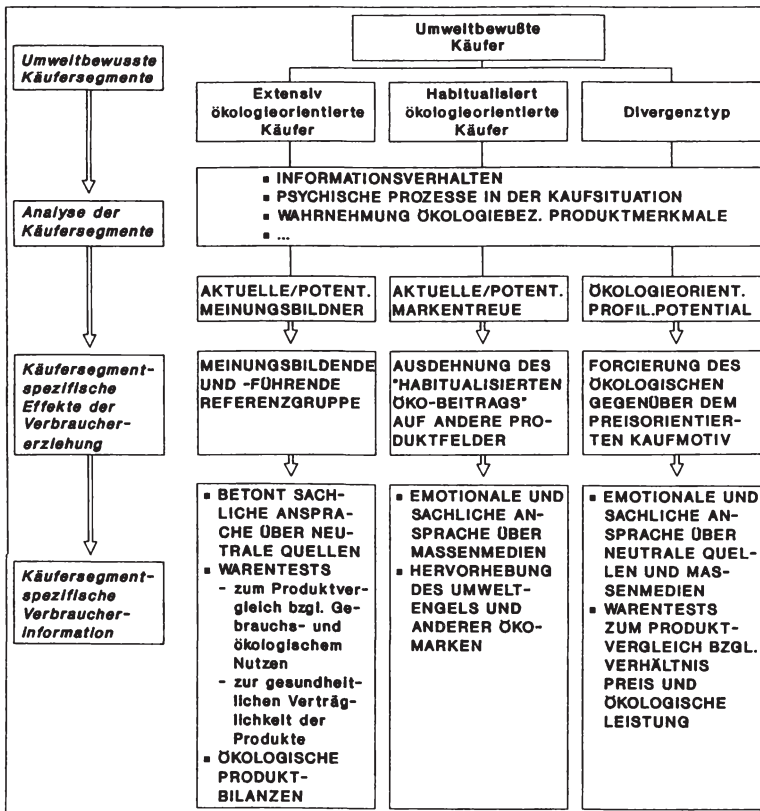 Umweltbewusste
Käufersegmente
Analyse der
Käufersegmente
Käufersegment-
spezifische
Effekte der
Verbraucher-
erziehung
Käufersegment-
spezifische
Verbraucher-
information
Umweltbewußte
Käufer
Extensiv
ökologieorientierte
Käufer
Habitualisiert
ökologieorientierte
Käufer
Divergenztyp
▪ INFORMATIONSVERHALTEN
▪ PSYCHISCHE PROZESSE IN DER KAUFSITUATION
▪ WAHRNEHMUNG ÖKOLOGIEBEZ. PRODUKTMERKMALE
▪ ...
AKTUELLE/POTENT.
MEINUNGSBILDNER
AKTUELLE/POTENT.
MARKENTREUE
ÖKOLOGIEORIENT.
PROFIL.POTENTIAL
MEINUNGSBILDENDE
UND -FÜHRENDE
REFERENZGRUPPE
AUSDEHNUNG DES
"HABITUALISIERTEN
ÖKO-BEITRAGS"
AUF ANDERE PRO-
DUKTFELDER
FORCIERUNG DES
ÖKOLOGISCHEN
GEGENÜBER DEM
PREISORIENTIER-
TEN KAUFMOTIV
▪ BETONT SACH-
LICHE ANSPRA-
CHE ÜBER NEU-
TRALE QUELLEN
▪ WARENTESTS
- zum Produktver-
gleich bzgl. Ge-
brauchs- und
ökologischem
Nutzen
- zur gesundheit-
lichen Verträg-
lichkeit der
Produkte
▪ ÖKOLOGISCHE
PRODUKT-
BILANZEN
▪ EMOTIONALE UND
SACHLICHE AN-
SPRACHE ÜBER
MASSENMEDIEN
▪ HERVORHEBUNG
DES UMWELT-
ENGELS UND
ANDERER ÖKO-
MARKEN
▪ EMOTIONALE UND
SACHLICHE AN-
SPRACHE ÜBER
NEUTRALE QUEL-
LEN UND MAS-
SENMEDIEN
▪ WARENTESTS
ZUM PRODUKT-
VERGLEICH BZGL.
VERHÄLTNIS
PREIS UND
ÖKOLOGISCHE
LEISTUNG